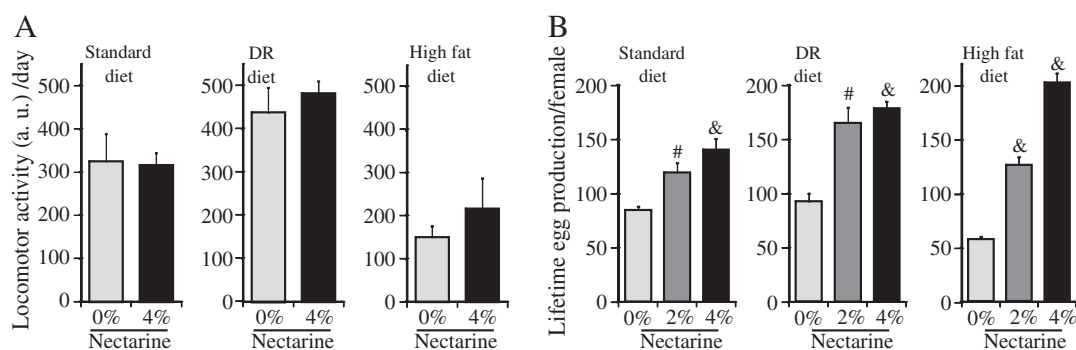 A
Locomotor activity (a. u.) /day
Standard
diet
500
400
300
200
100
0
0% 4%
Nectarine
DR
diet
500
400
300
200
100
0
0% 4%
Nectarine
High fat
diet
500
400
300
200
100
0
0% 4%
Nectarine
B
Lifetime egg production/female
Standard
diet
200
150
100
50
0
#
&
0% 2% 4%
Nectarine
DR
diet
200
150
100
50
0
#
&
0% 2% 4%
Nectarine
High fat
diet
200
150
100
50
0
&
&
0% 2% 4%
Nectarine